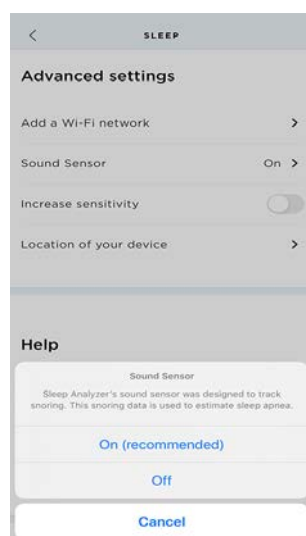 SLEEP
Advanced settings
Add a Wi-Fi network
Sound Sensor On
Increase sensitivity
Location of your device
Help
Sound Sensor
Sleep Analyzer's sound sensor was designed to track
snoring. This snoring data is used to estimate sleep apnea.
On (recommended)
Off
Cancel